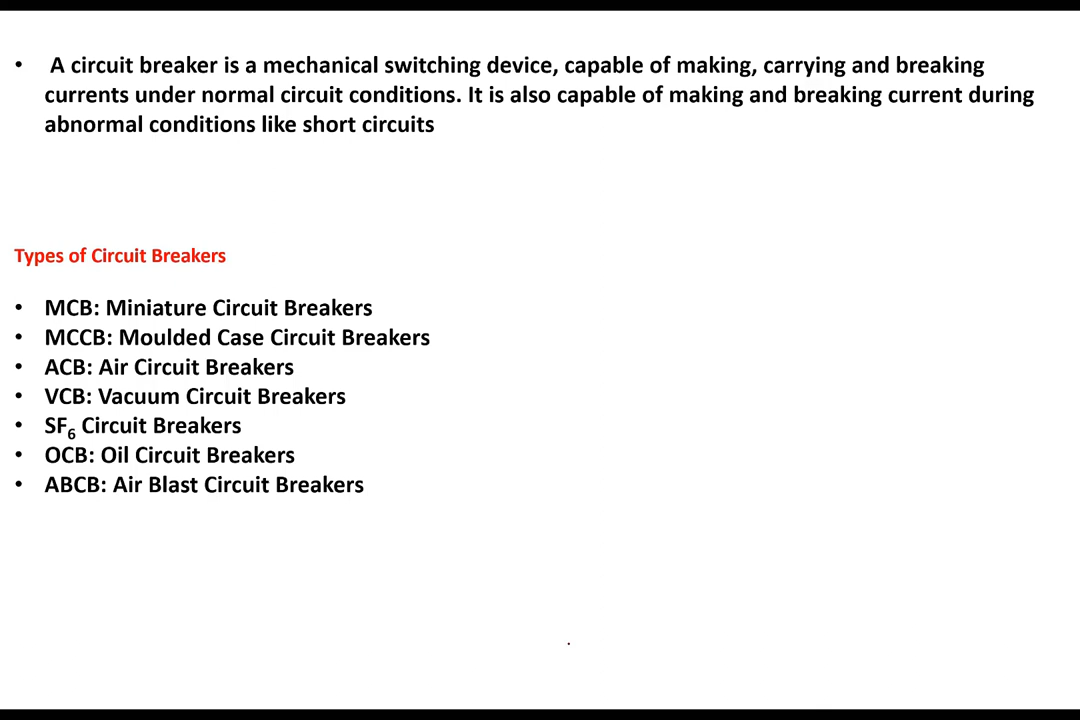 • A circuit breaker is a mechanical switching device, capable of making, carrying and breaking
currents under normal circuit conditions. It is also capable of making and breaking current during
abnormal conditions like short circuits
Types of Circuit Breakers
• MCB: Miniature Circuit Breakers
• MCCB: Moulded Case Circuit Breakers
• ACB: Air Circuit Breakers
• VCB: Vacuum Circuit Breakers
• SF₆ Circuit Breakers
• OCB: Oil Circuit Breakers
• ABCB: Air Blast Circuit Breakers
.